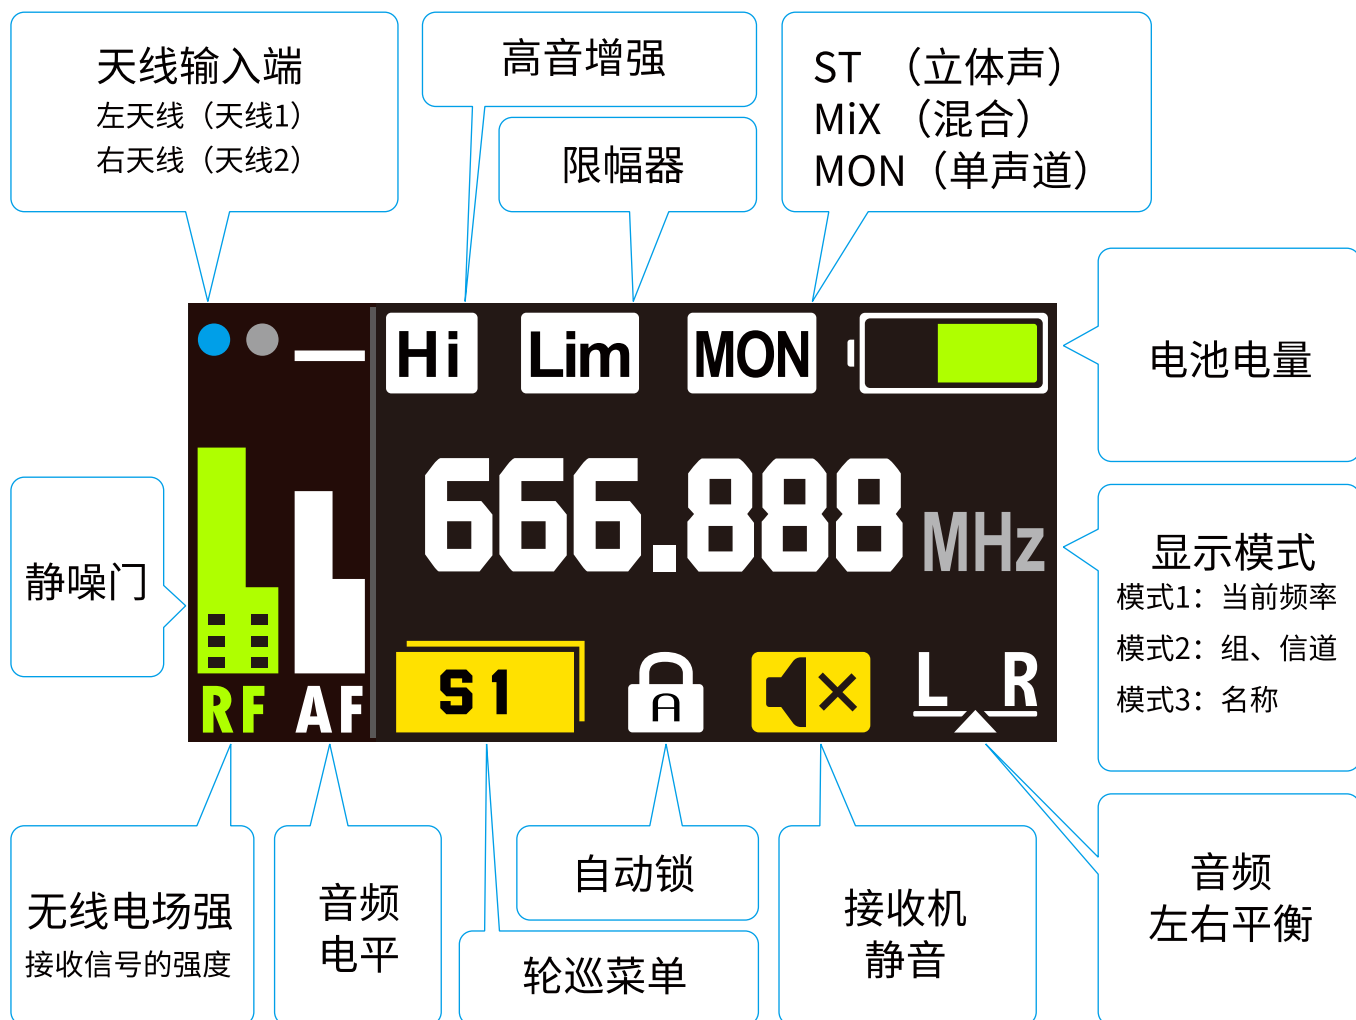 天线输入端
左天线（天线1）
右天线（天线2）
高音增强
限幅器
ST （立体声）
MiX （混合）
MON（单声道）
电池电量
Hi
Lim
MON
666.888
MHz
显示模式
模式1：当前频率
模式2：组、信道
模式3：名称
静噪门
RF
AF
S1
A
L R
无线电场强
接收信号的强度
音频
电平
轮巡菜单
自动锁
接收机
静音
音频
左右平衡